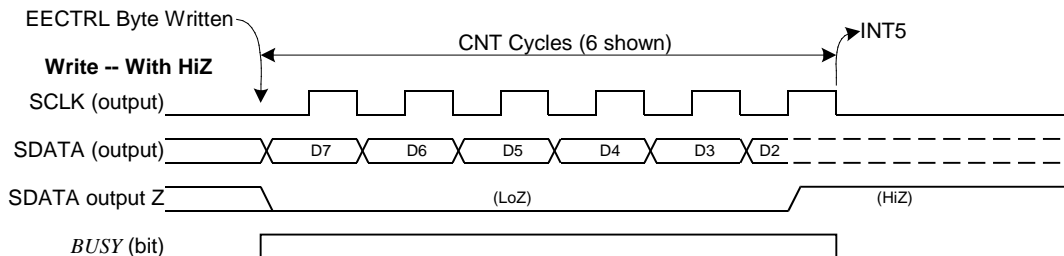 EECTRL Byte Written
CNT Cycles (6 shown)
INT5
Write -- With HiZ
SCLK (output)
SDATA (output)
D7 D6 D5 D4 D3 D2
SDATA output Z
(LoZ) (HiZ)
BUSY (bit)